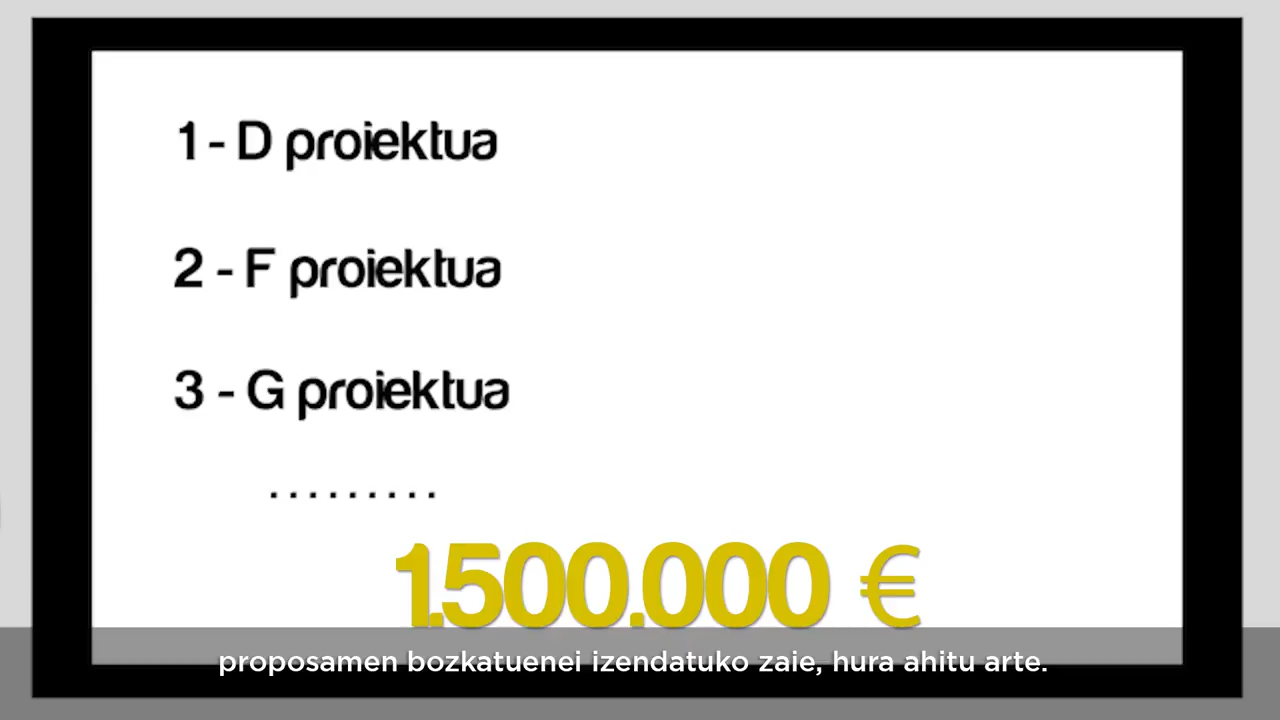 1 - D proiektua
2 - F proiektua
3 - G proiektua
.........
1.500.000 €
proposamen bozkatuenei izendatuko zaie, hura ahitu arte.